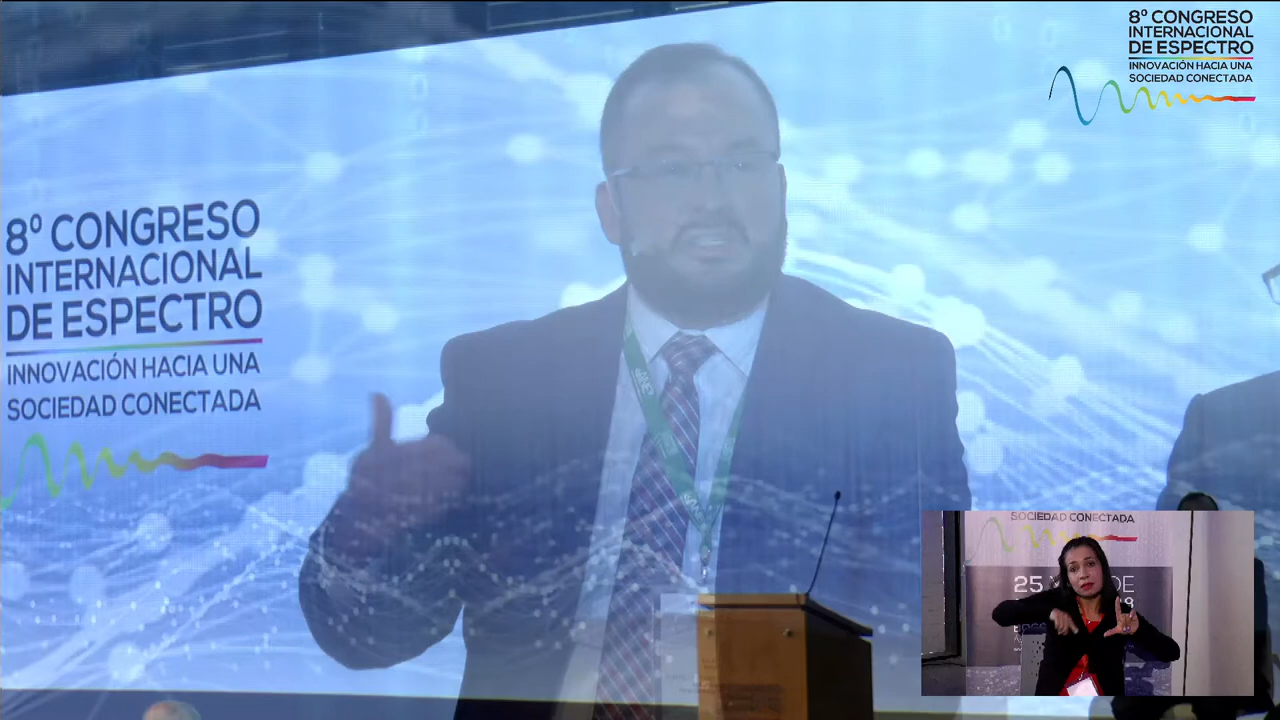 8º CONGRESO
INTERNACIONAL
DE ESPECTRO
INNOVACIÓN HACIA UNA
SOCIEDAD CONECTADA
8º CONGRESO
INTERNACIONAL
DE ESPECTRO
INNOVACIÓN HACIA UNA
SOCIEDAD CONECTADA
SOCIEDAD CONECTADA
25
DE